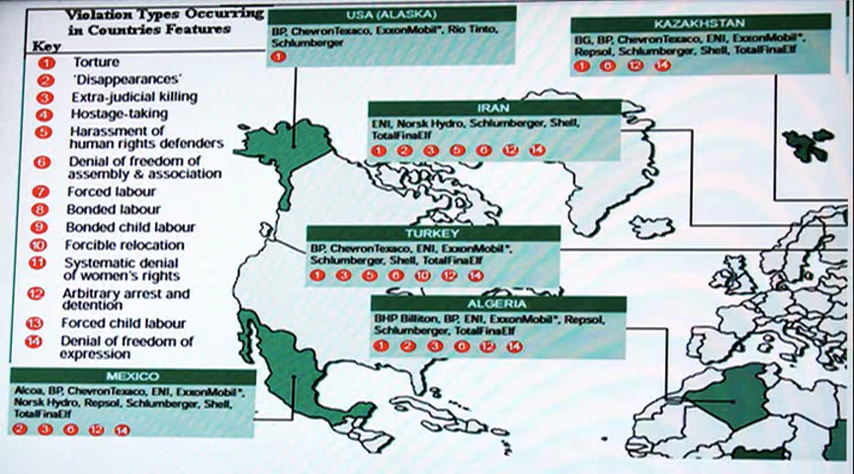 Violation Types Occurring
in Countries Features
Key
1 Torture
2 'Disappearances'
3 Extra-judicial killing
4 Hostage-taking
5 Harassment of
human rights defenders
6 Denial of freedom of
assembly & association
7 Forced labour
8 Bonded labour
9 Bonded child labour
10 Forcible relocation
11 Systematic denial
of women's rights
12 Arbitrary arrest and
detention
13 Forced child labour
14 Denial of freedom of
expression
USA (ALASKA)
BP, ChevronTexaco, ExxonMobil*, Rio Tinto,
Schlumberger
1
KAZAKHSTAN
BG, BP, ChevronTexaco, ENI, ExxonMobil*,
Repsol, Schlumberger, Shell, TotalFinaElf
1 6 12 14
IRAN
ENI, Norsk Hydro, Schlumberger, Shell,
TotalFinaElf
1 2 3 5 6 12 14
TURKEY
BP, ChevronTexaco, ENI, ExxonMobil*,
Schlumberger, Shell, TotalFinaElf
1 3 5 6 10 12 14
ALGERIA
BHP Billiton, BP, ENI, ExxonMobil*, Repsol,
Schlumberger, TotalFinaElf
1 2 3 6 12 14
MEXICO
Alcoa, BP, ChevronTexaco, ENI, ExxonMobil*,
Norsk Hydro, Repsol, Schlumberger, Shell,
TotalFinaElf
2 3 6 12 14